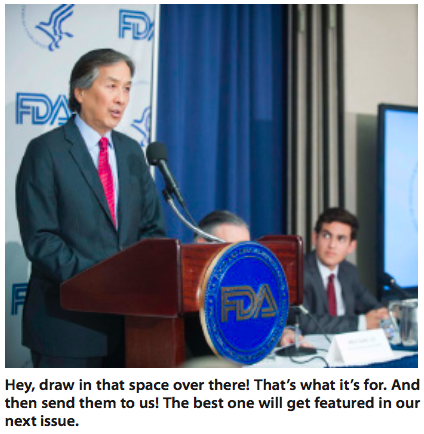 FDA
FDA
FDA
Hey, draw in that space over there! That's what it's for. And
then send them to us! The best one will get featured in our
next issue.